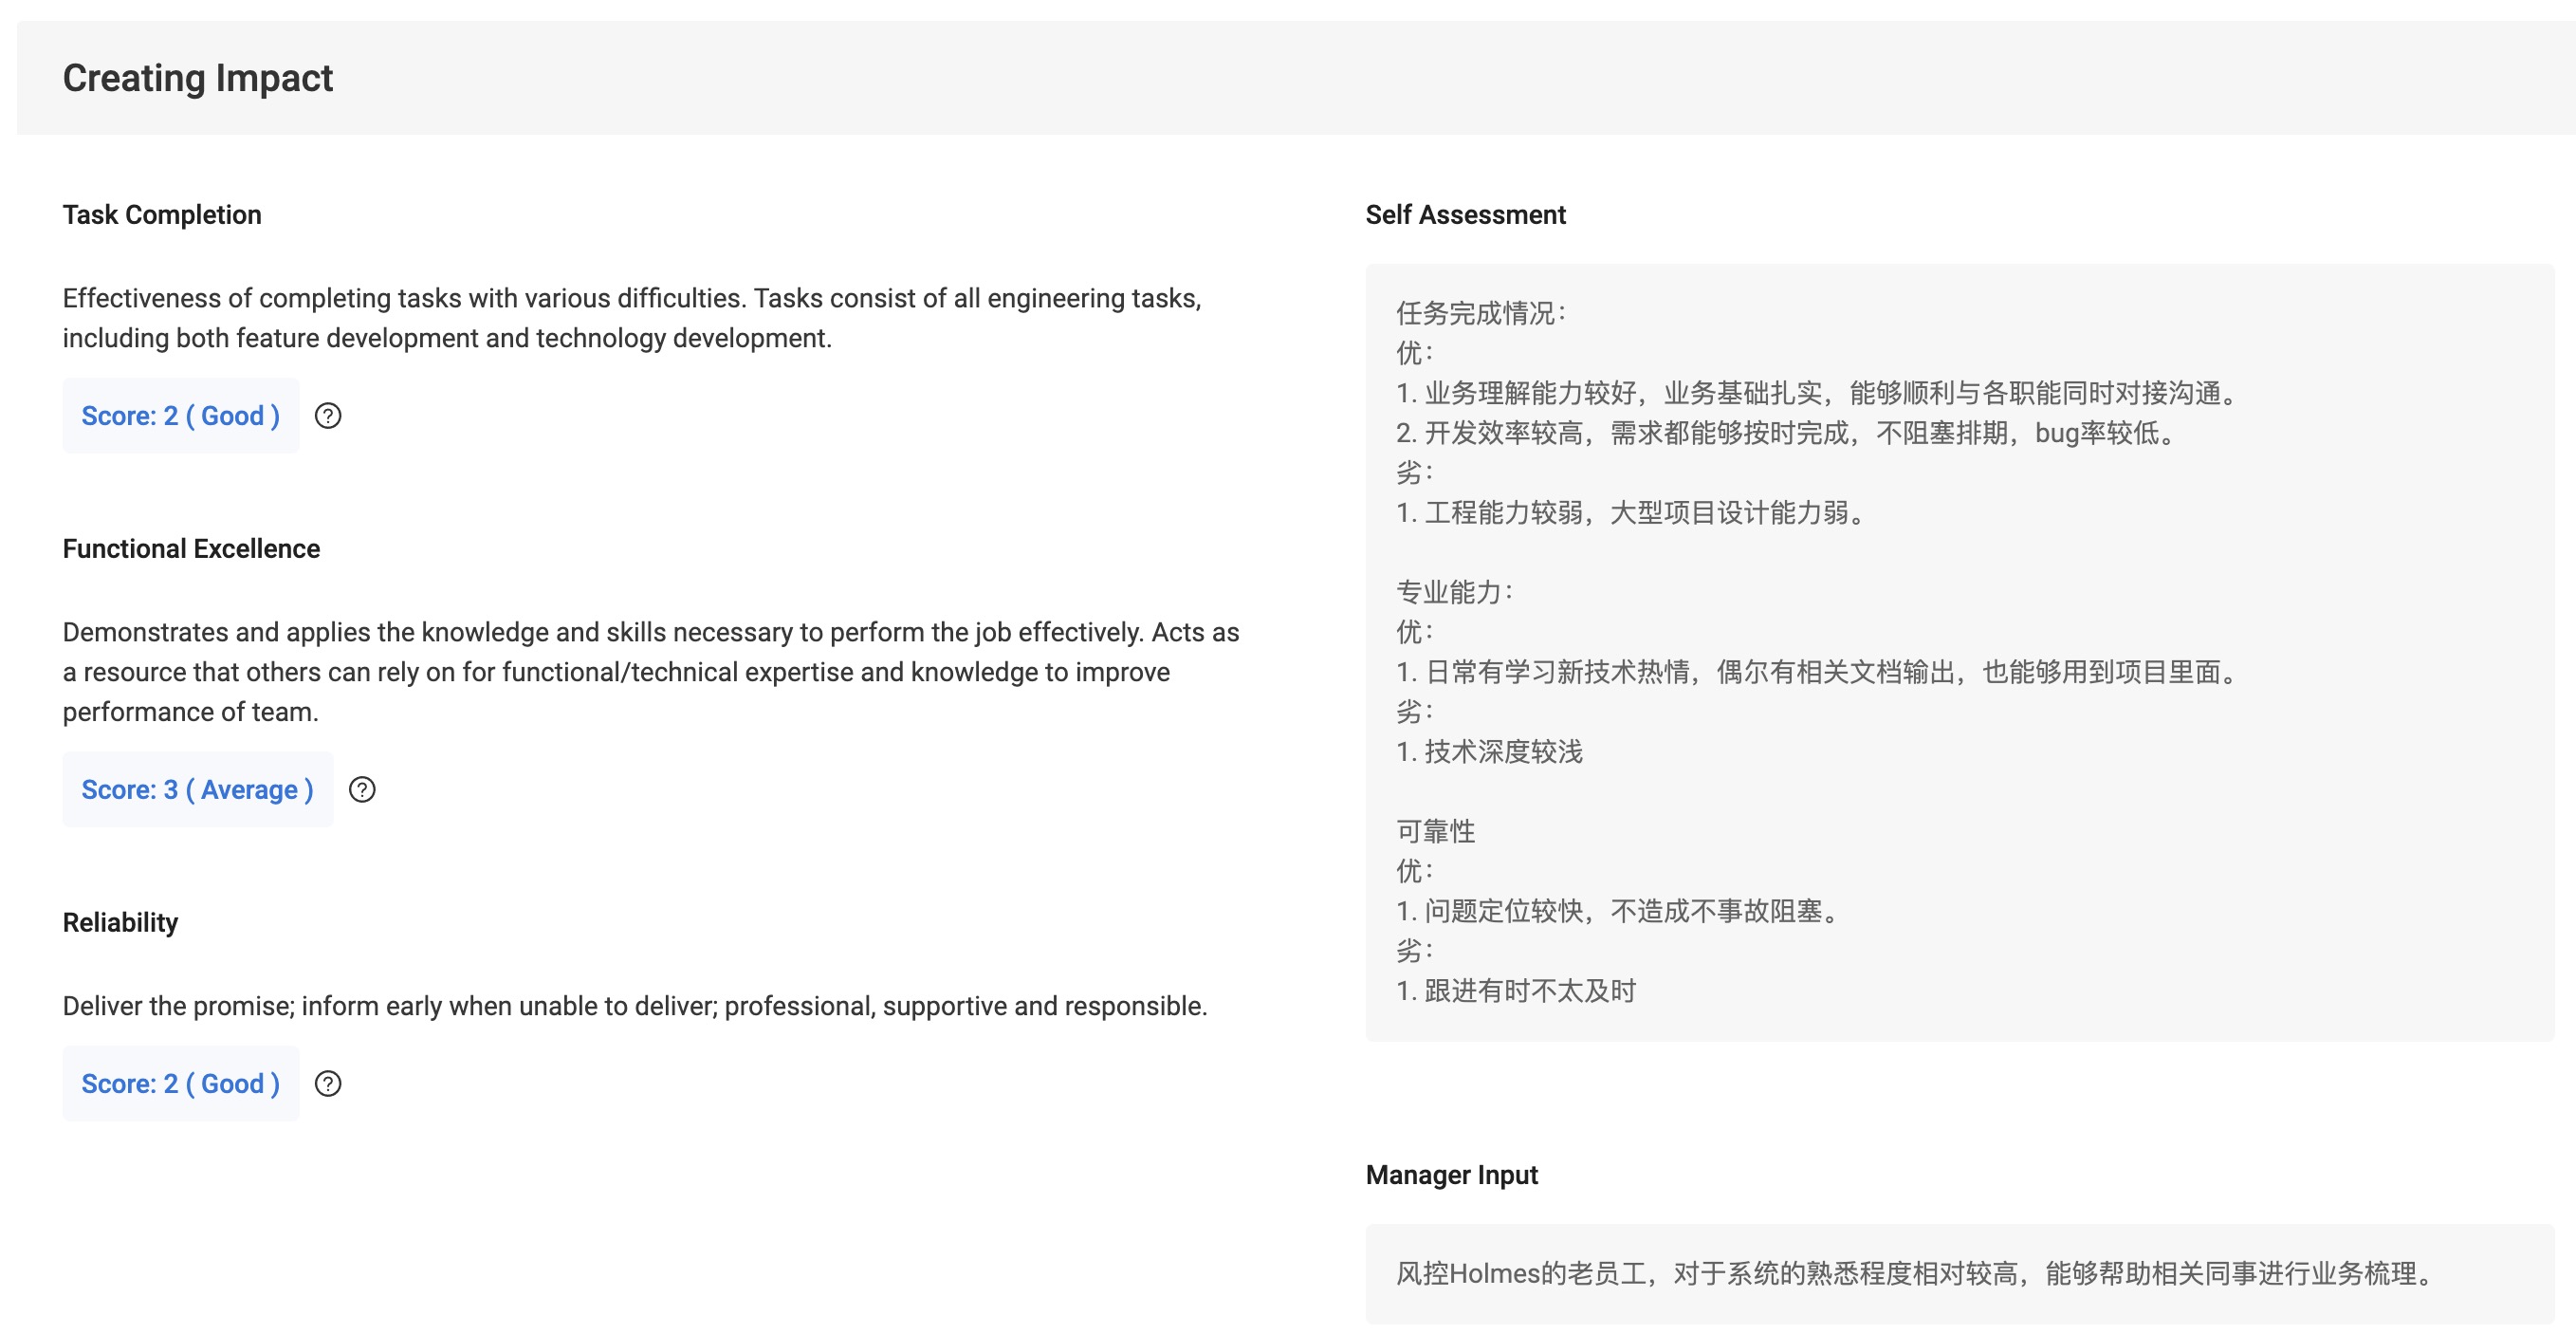 Creating Impact
Task Completion
Effectiveness of completing tasks with various difficulties. Tasks consist of all engineering tasks,
including both feature development and technology development.
Score: 2 ( Good )
Functional Excellence
Demonstrates and applies the knowledge and skills necessary to perform the job effectively. Acts as
a resource that others can rely on for functional/technical expertise and knowledge to improve
performance of team.
Score: 3 ( Average )
Reliability
Deliver the promise; inform early when unable to deliver; professional, supportive and responsible.
Score: 2 ( Good )
Self Assessment
任务完成情况：
优：
1. 业务理解能力较好，业务基础扎实，能够顺利与各职能同时对接沟通。
2. 开发效率较高，需求都能够按时完成，不阻塞排期，bug率较低。
劣：
1. 工程能力较弱，大型项目设计能力弱。
专业能力：
优：
1. 日常有学习新技术热情，偶尔有相关文档输出，也能够用到项目里面。
劣：
1. 技术深度较浅
可靠性
优：
1. 问题定位较快，不造成不事故阻塞。
劣：
1. 跟进有时不太及时
Manager Input
风控Holmes的老员工，对于系统的熟悉程度相对较高，能够帮助相关同事进行业务梳理。